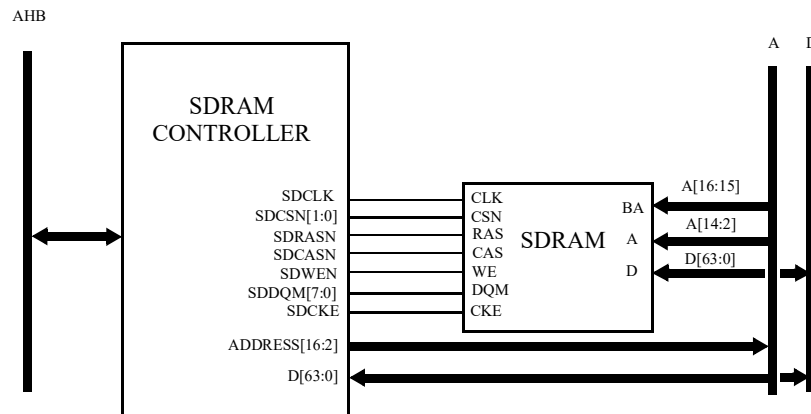 AHB
A
SDRAM
CONTROLLER
SDCLK
SDCSN[1:0]
SDRASN
SDCASN
SDWEN
SDDQM[7:0]
SDCKE
ADDRESS[16:2]
D[63:0]
CLK
CSN
RAS
CAS
WE
DQM
CKE
SDRAM
BA
A
D
A[16:15]
A[14:2]
D[63:0]